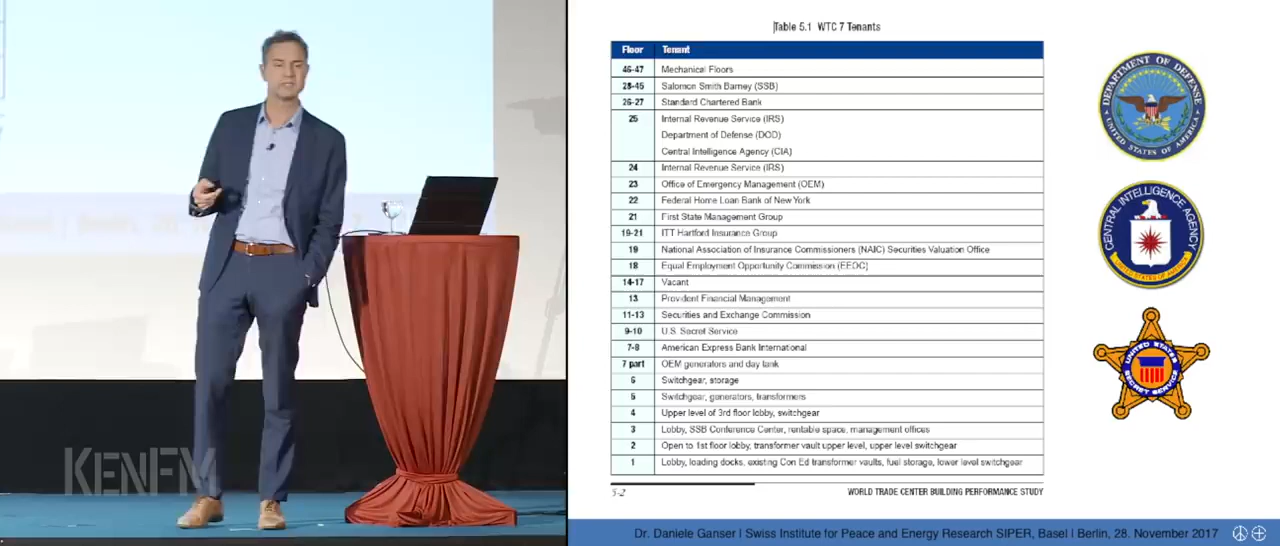 Table 5.1 WTC 7 Tenants
Floor Tenant
46-47 Mechanical Floors
28-45 Salomon Smith Barney (SSB)
26-27 Standard Chartered Bank
25 Internal Revenue Service (IRS)
Department of Defense (DOD)
Central Intelligence Agency (CIA)
24 Internal Revenue Service (IRS)
23 Office of Emergency Management (OEM)
22 Federal Home Loan Bank of New York
21 First State Management Group
19-21 ITT Hartford Insurance Group
19 National Association of Insurance Commissioners (NAIC) Securities Valuation Office
18 Equal Employment Opportunity Commission (EEOC)
14-17 Vacant
13 Provident Financial Management
11-13 Securities and Exchange Commission
9-10 U.S. Secret Service
7-8 American Express Bank International
7 part OEM generators and day tank
6 Switchgear, storage
5 Switchgear, generators, transformers
4 Upper level of 3rd floor lobby, switchgear
3 Lobby, SSB Conference Center, rentable space, management offices
2 Open to 1st floor lobby, transformer vault upper level, upper level switchgear
1 Lobby, loading docks, existing Con Ed transformer vaults, fuel storage, lower level switchgear
5-2 WORLD TRADE CENTER BUILDING PERFORMANCE STUDY
DEPARTMENT OF DEFENSE
UNITED STATES OF AMERICA
CENTRAL INTELLIGENCE AGENCY
UNITED STATES OF AMERICA
UNITED STATES
SECRET SERVICE
KENFM
Dr. Daniele Ganser | Swiss Institute for Peace and Energy Research SIPER, Basel | Berlin, 28. November 2017